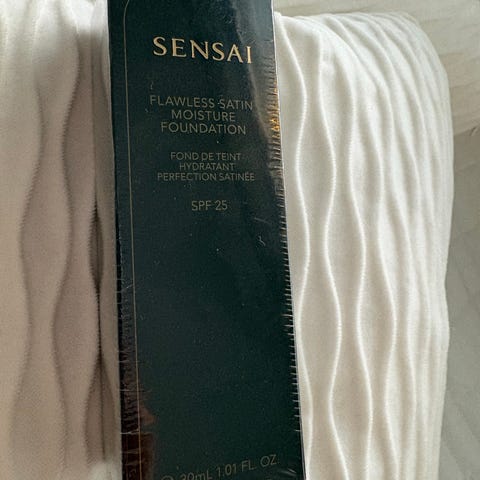 SENSAI
FLAWLESS SATIN
MOISTURE
FOUNDATION
FOND DE TEINT
HYDRATANT
PERFECTION SATINÉE
SPF 25
30mL 1.01 FL. OZ.